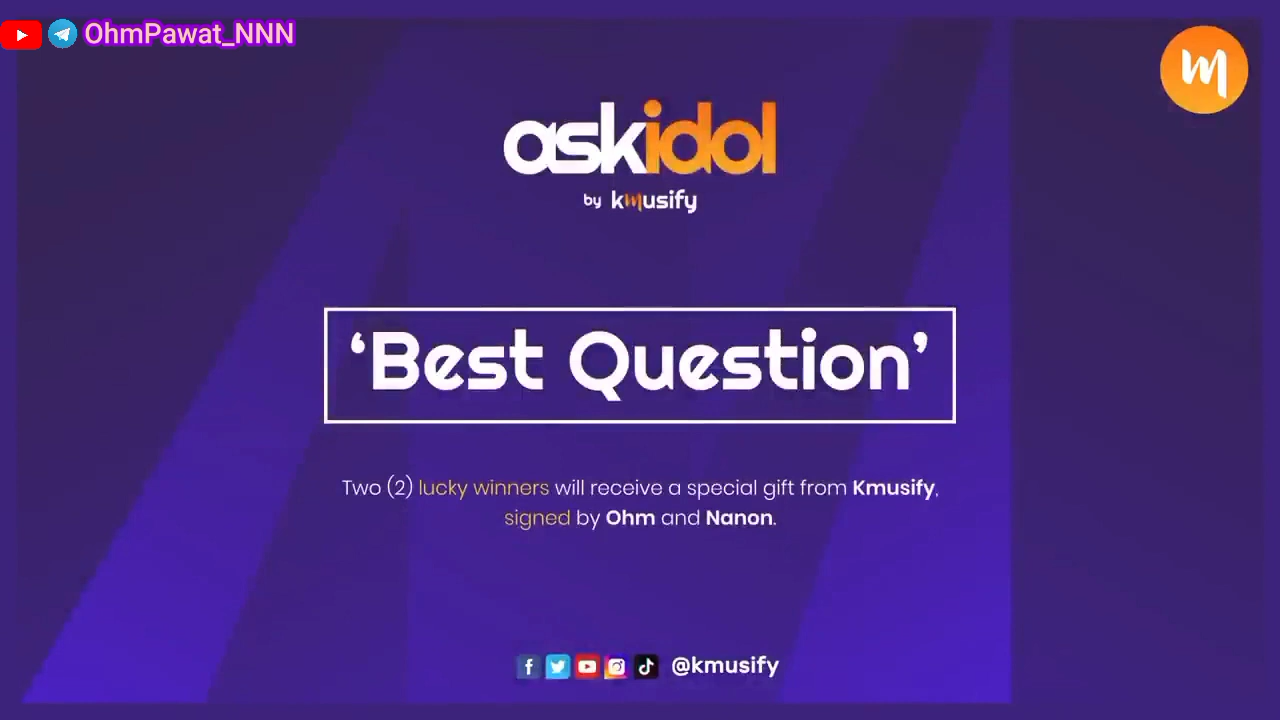 OhmPawat_NNN
m
askidol
by kmusify
‘Best Question’
Two (2) lucky winners will receive a special gift from Kmusify,
signed by Ohm and Nanon.
@kmusify